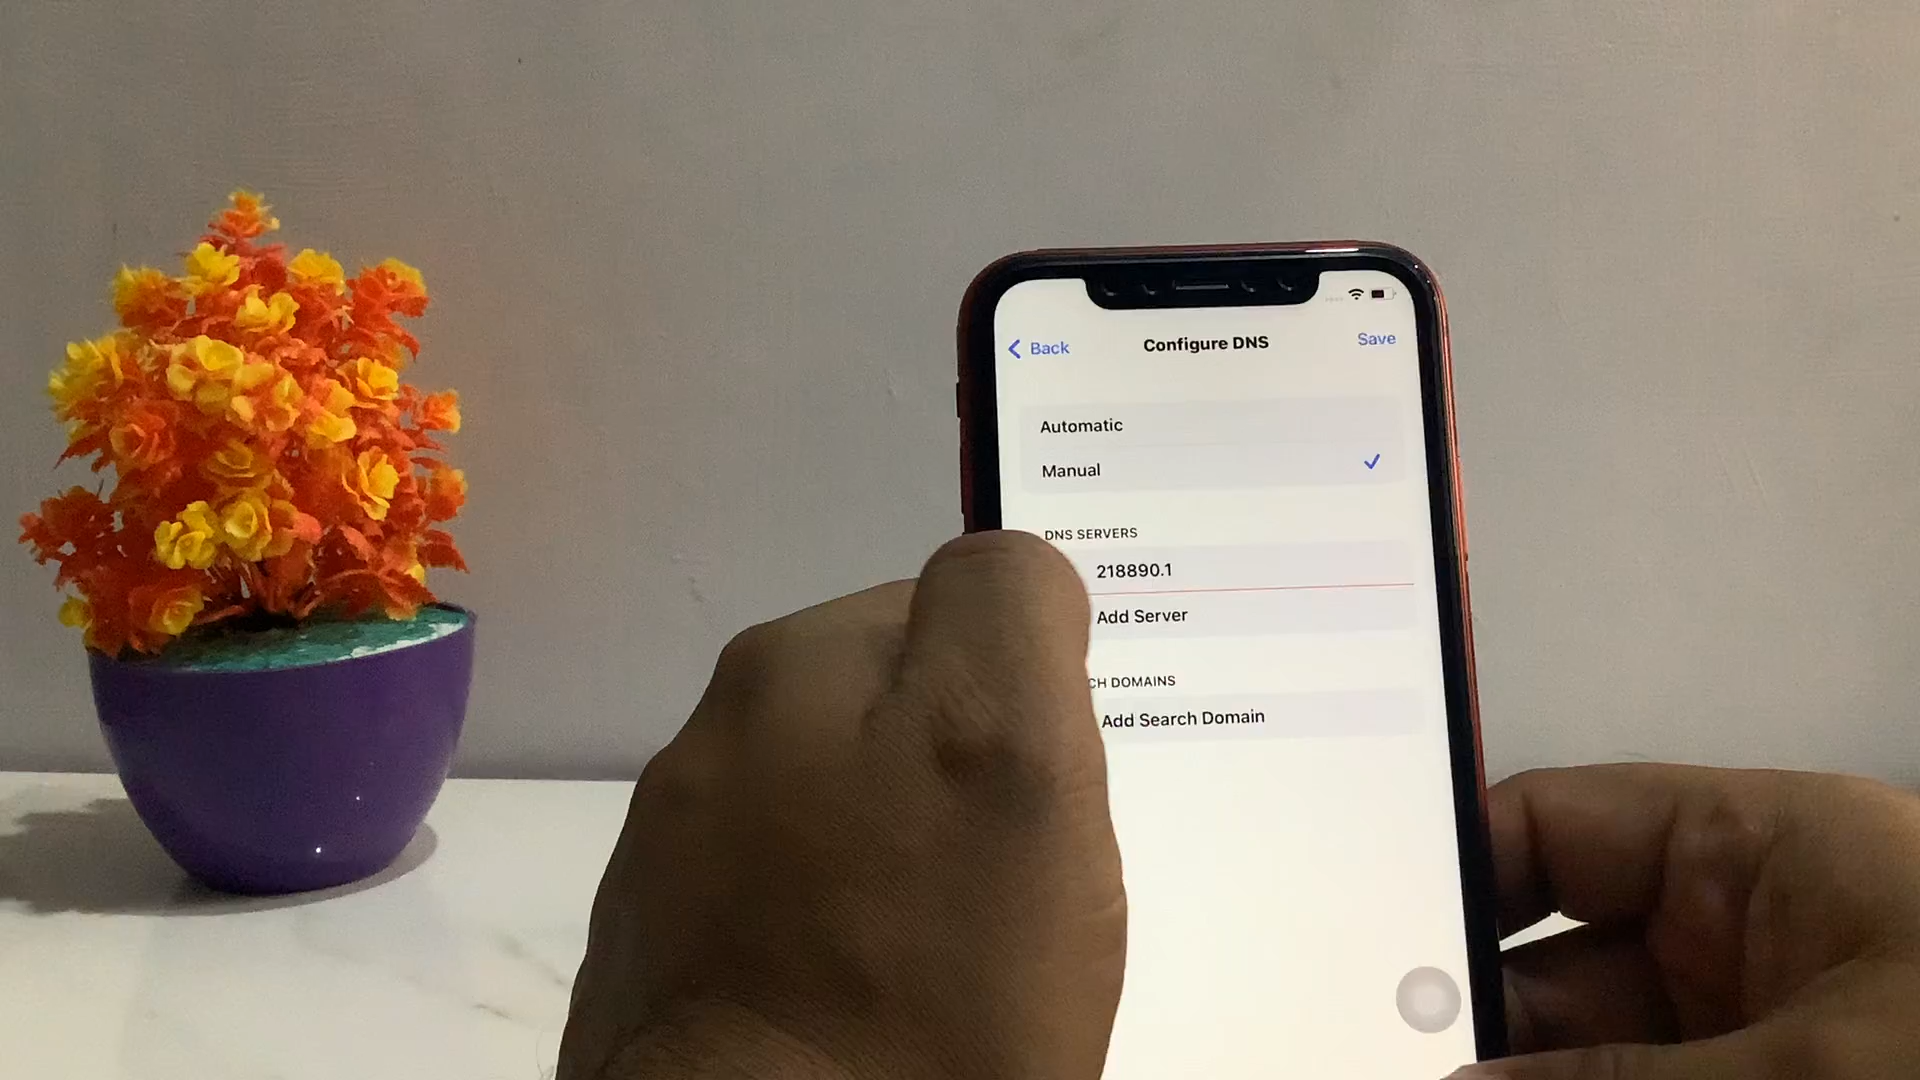 Back
Configure DNS
Save
Automatic
Manual
DNS SERVERS
218890.1
Add Server
CH DOMAINS
Add Search Domain